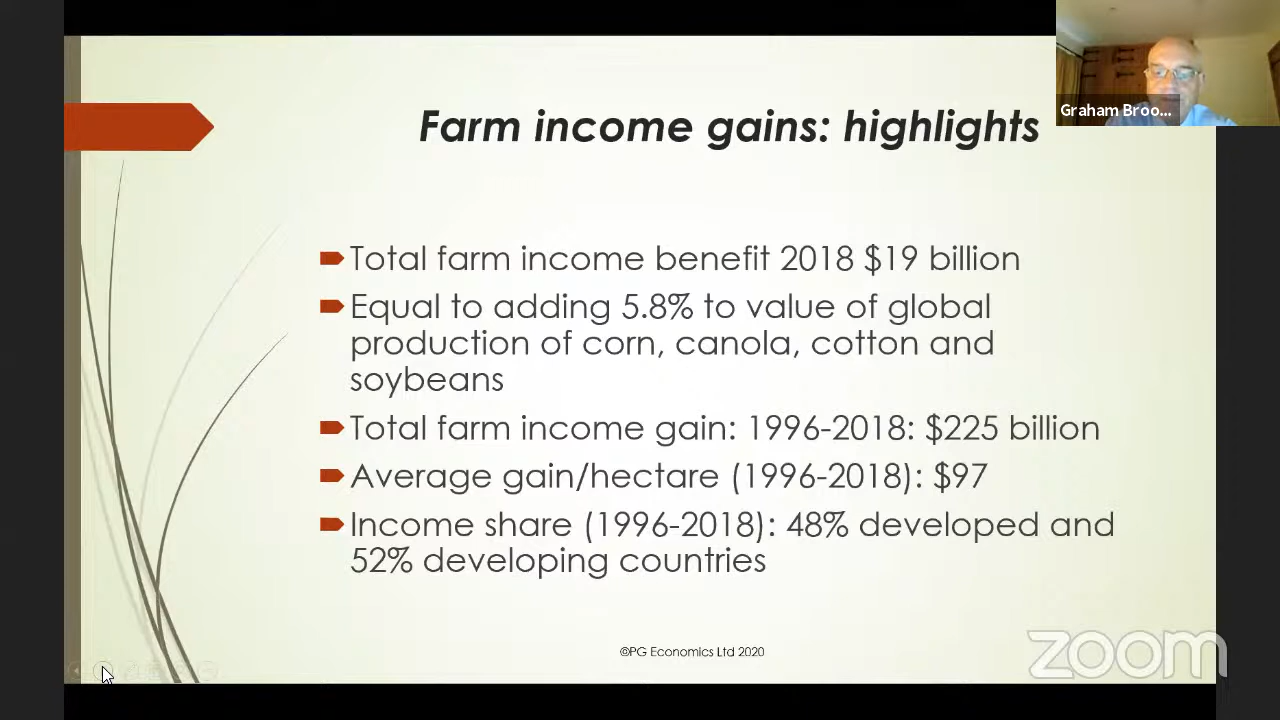 Farm income gains: highlights
Graham Broo...
Total farm income benefit 2018 $19 billion
Equal to adding 5.8% to value of global
production of corn, canola, cotton and
soybeans
Total farm income gain: 1996-2018: $225 billion
Average gain/hectare (1996-2018): $97
Income share (1996-2018): 48% developed and
52% developing countries
©PG Economics Ltd 2020
zoom